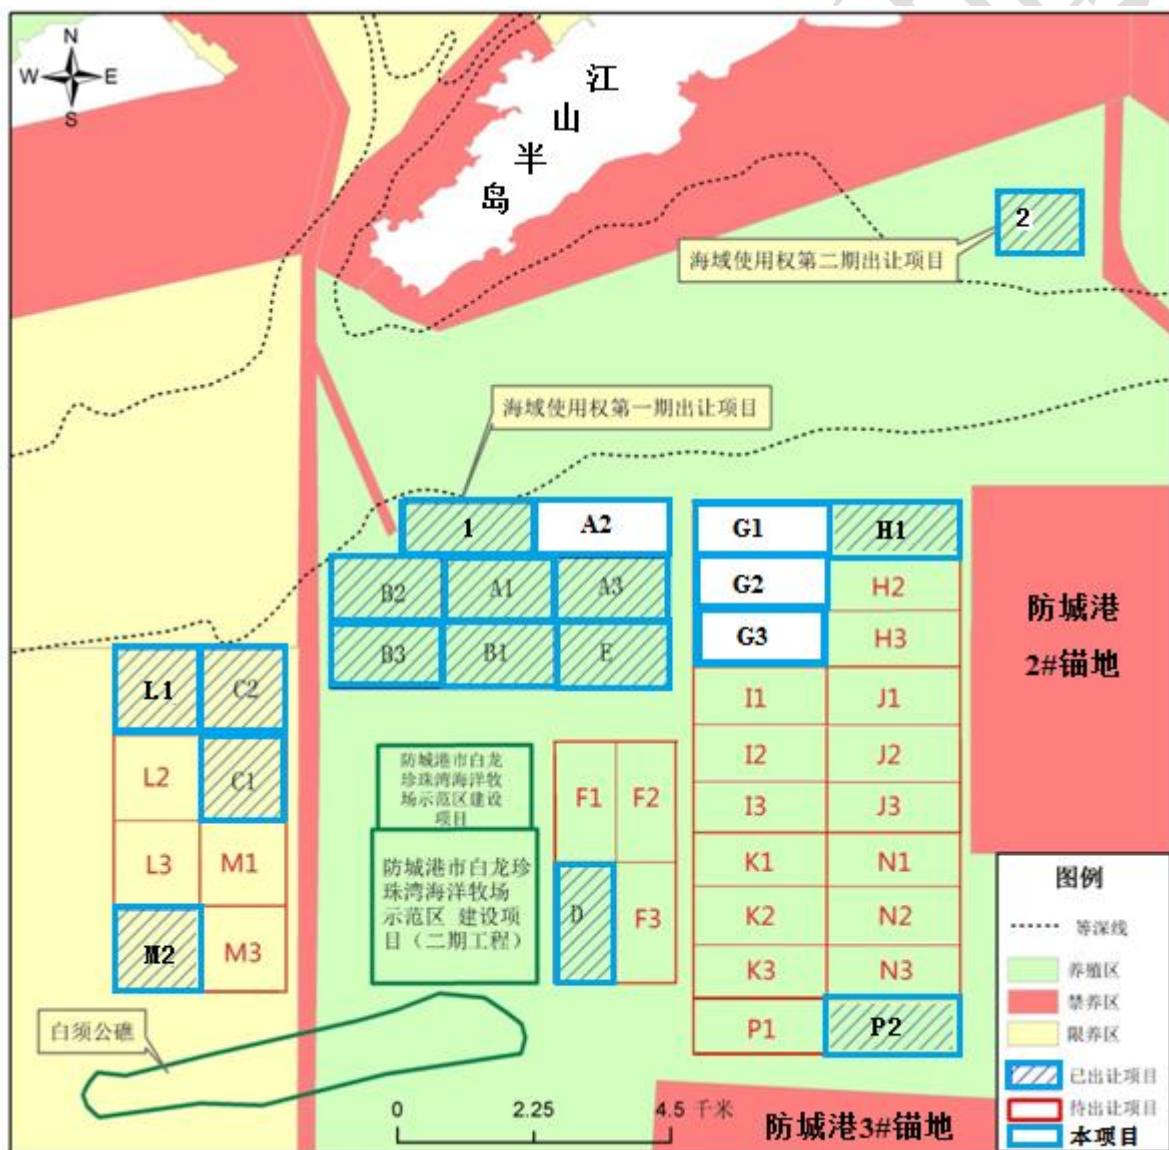 N
W E
S
江
山
半
岛
2
海域使用权第二期出让项目
海域使用权第一期出让项目
1 A2 G1 H1
B2 A1 A3 G2 H2
B3 B1 E G3 H3
防城港
2#锚地
L1 C2 I1 J1
L2 C1 I2 J2
防城港市白龙
珍珠湾海洋牧
场示范区建设
项目
F1 F2 I3 J3
L3 M1 K1 N1
防城港市白龙珍
珠湾海洋牧场
示范区 建设项
目（二期工程）
D F3 K2 N2
M2 M3 K3 N3
P1 P2
白须公礁
0 2.25 4.5 千米
防城港3#锚地
图例
等深线
养殖区
禁养区
限养区
已出让项目
待出让项目
本项目